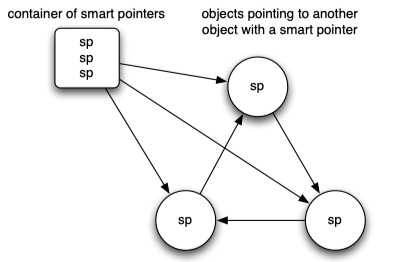 container of smart pointers
objects pointing to another
object with a smart pointer
sp
sp
sp
sp
sp
sp